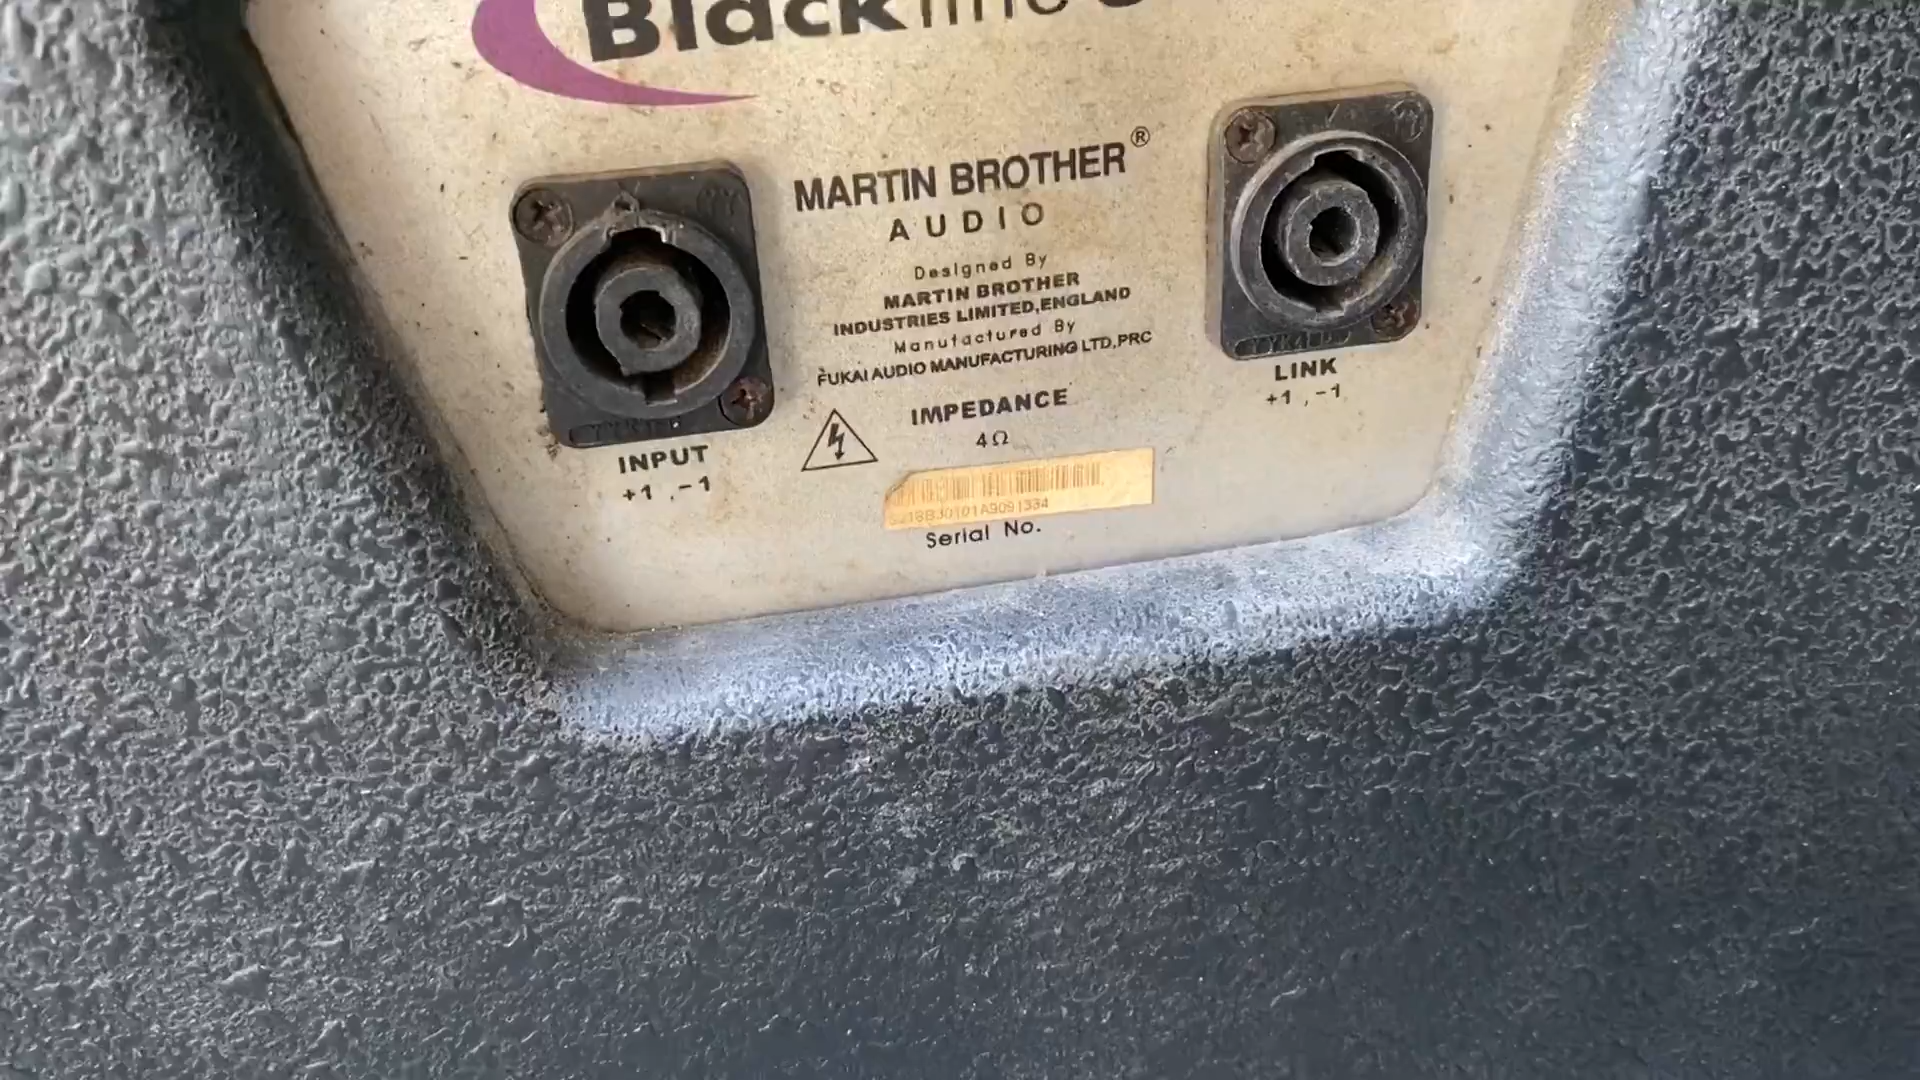 Blackline
MARTIN BROTHER®
AUDIO
Designed By
MARTIN BROTHER
INDUSTRIES LIMITED,ENGLAND
Manufactured By
FUKAI AUDIO MANUFACTURING LTD,PRC
IMPEDANCE
4Ω
Serial No.
INPUT
+1 ,-1
LINK
+1 ,-1